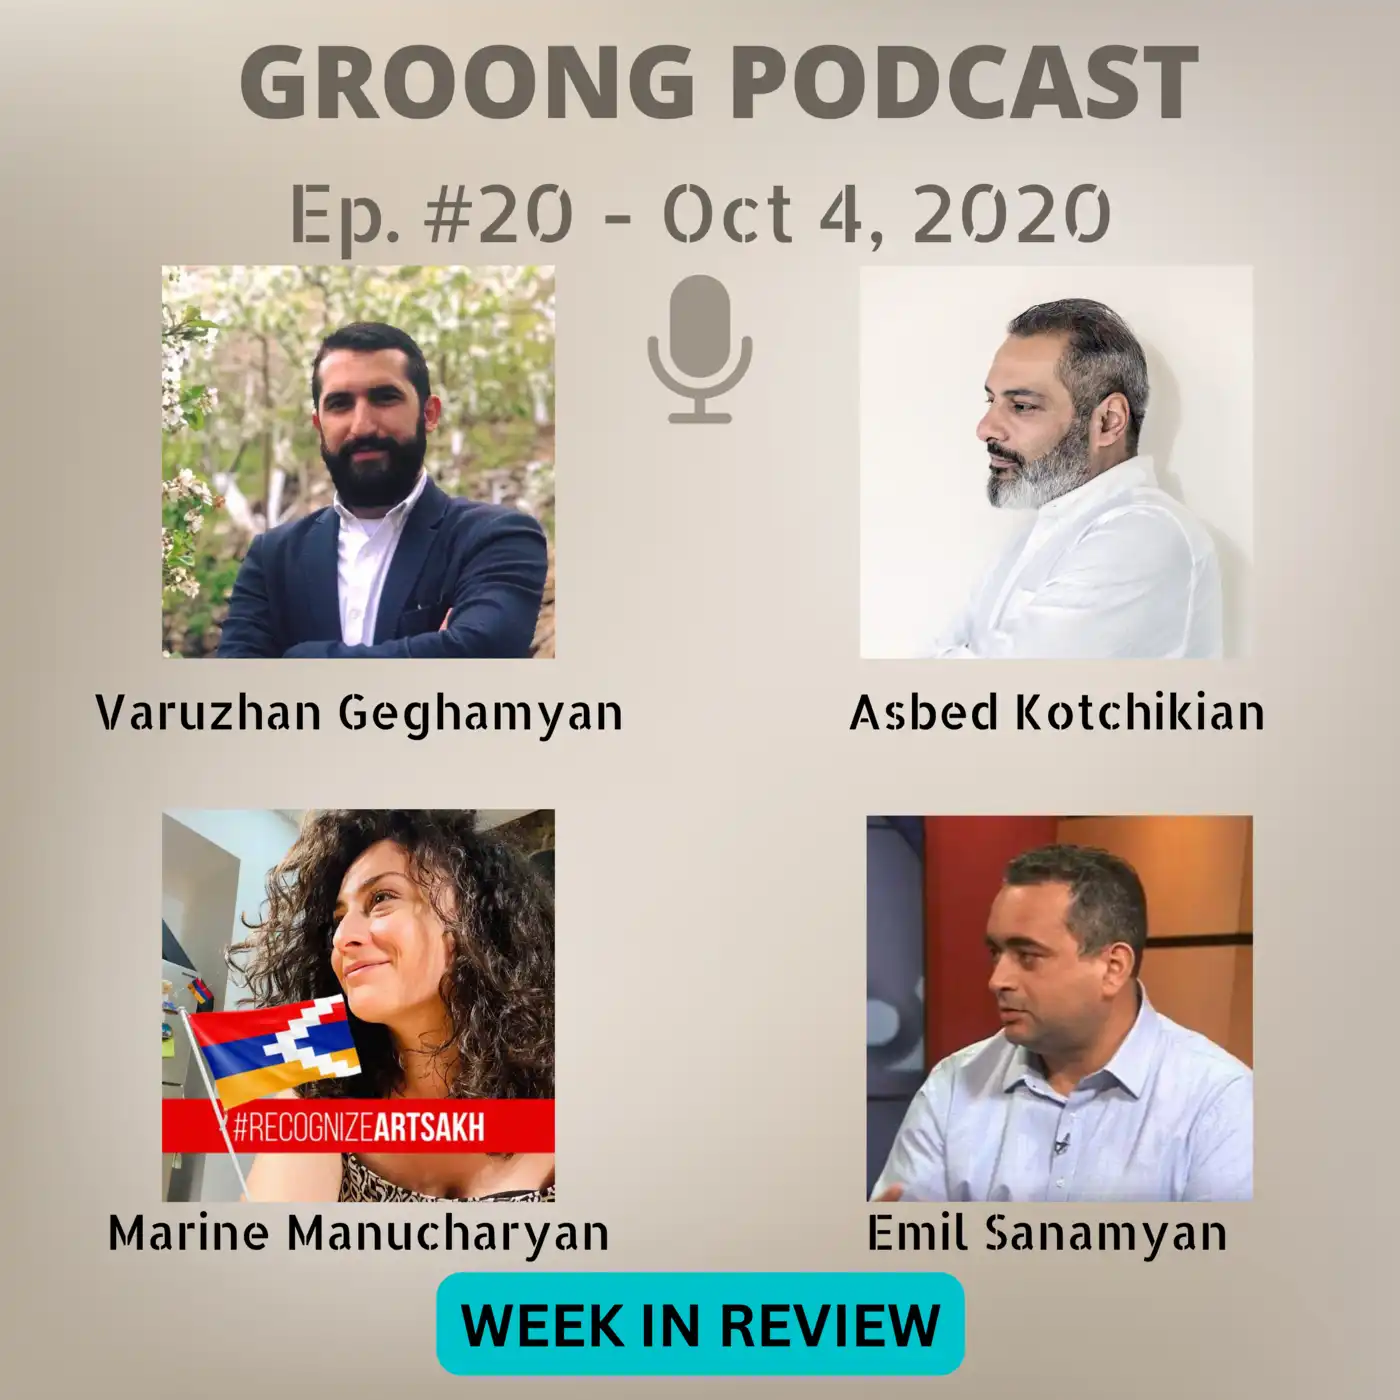 GROONG PODCAST
Ep. #20 - Oct 4, 2020
Varuzhan Geghamyan
Asbed Kotchikian
#RECOGNIZEARTSAKH
Marine Manucharyan
Emil Sanamyan
WEEK IN REVIEW